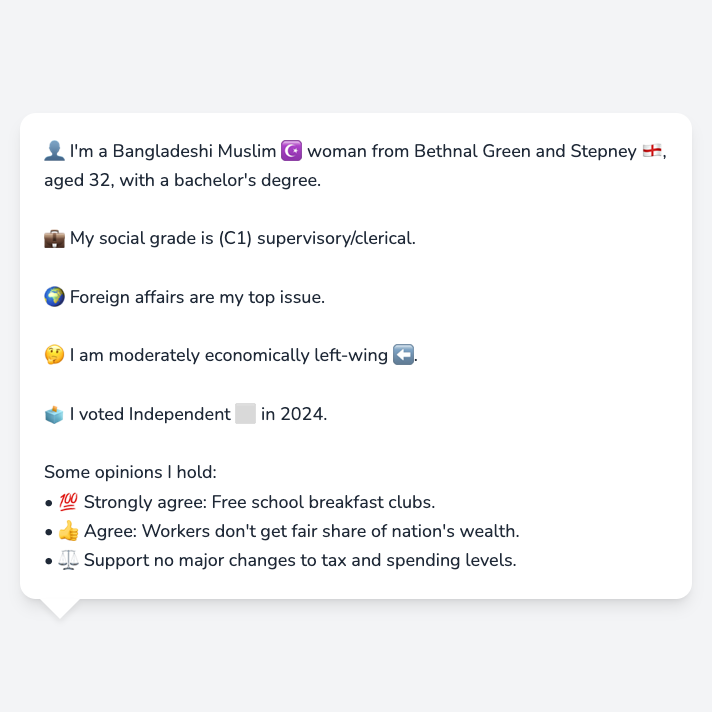 👤 I'm a Bangladeshi Muslim ☪️ woman from Bethnal Green and Stepney 🏴󠁧󠁢󠁥󠁮󠁧󠁿,
aged 32, with a bachelor's degree.
💼 My social grade is (C1) supervisory/clerical.
🌍 Foreign affairs are my top issue.
🤔 I am moderately economically left-wing ⬅️.
🗳️ I voted Independent ⬜ in 2024.
Some opinions I hold:
• 💯 Strongly agree: Free school breakfast clubs.
• 👍 Agree: Workers don't get fair share of nation's wealth.
• ⚖️ Support no major changes to tax and spending levels.